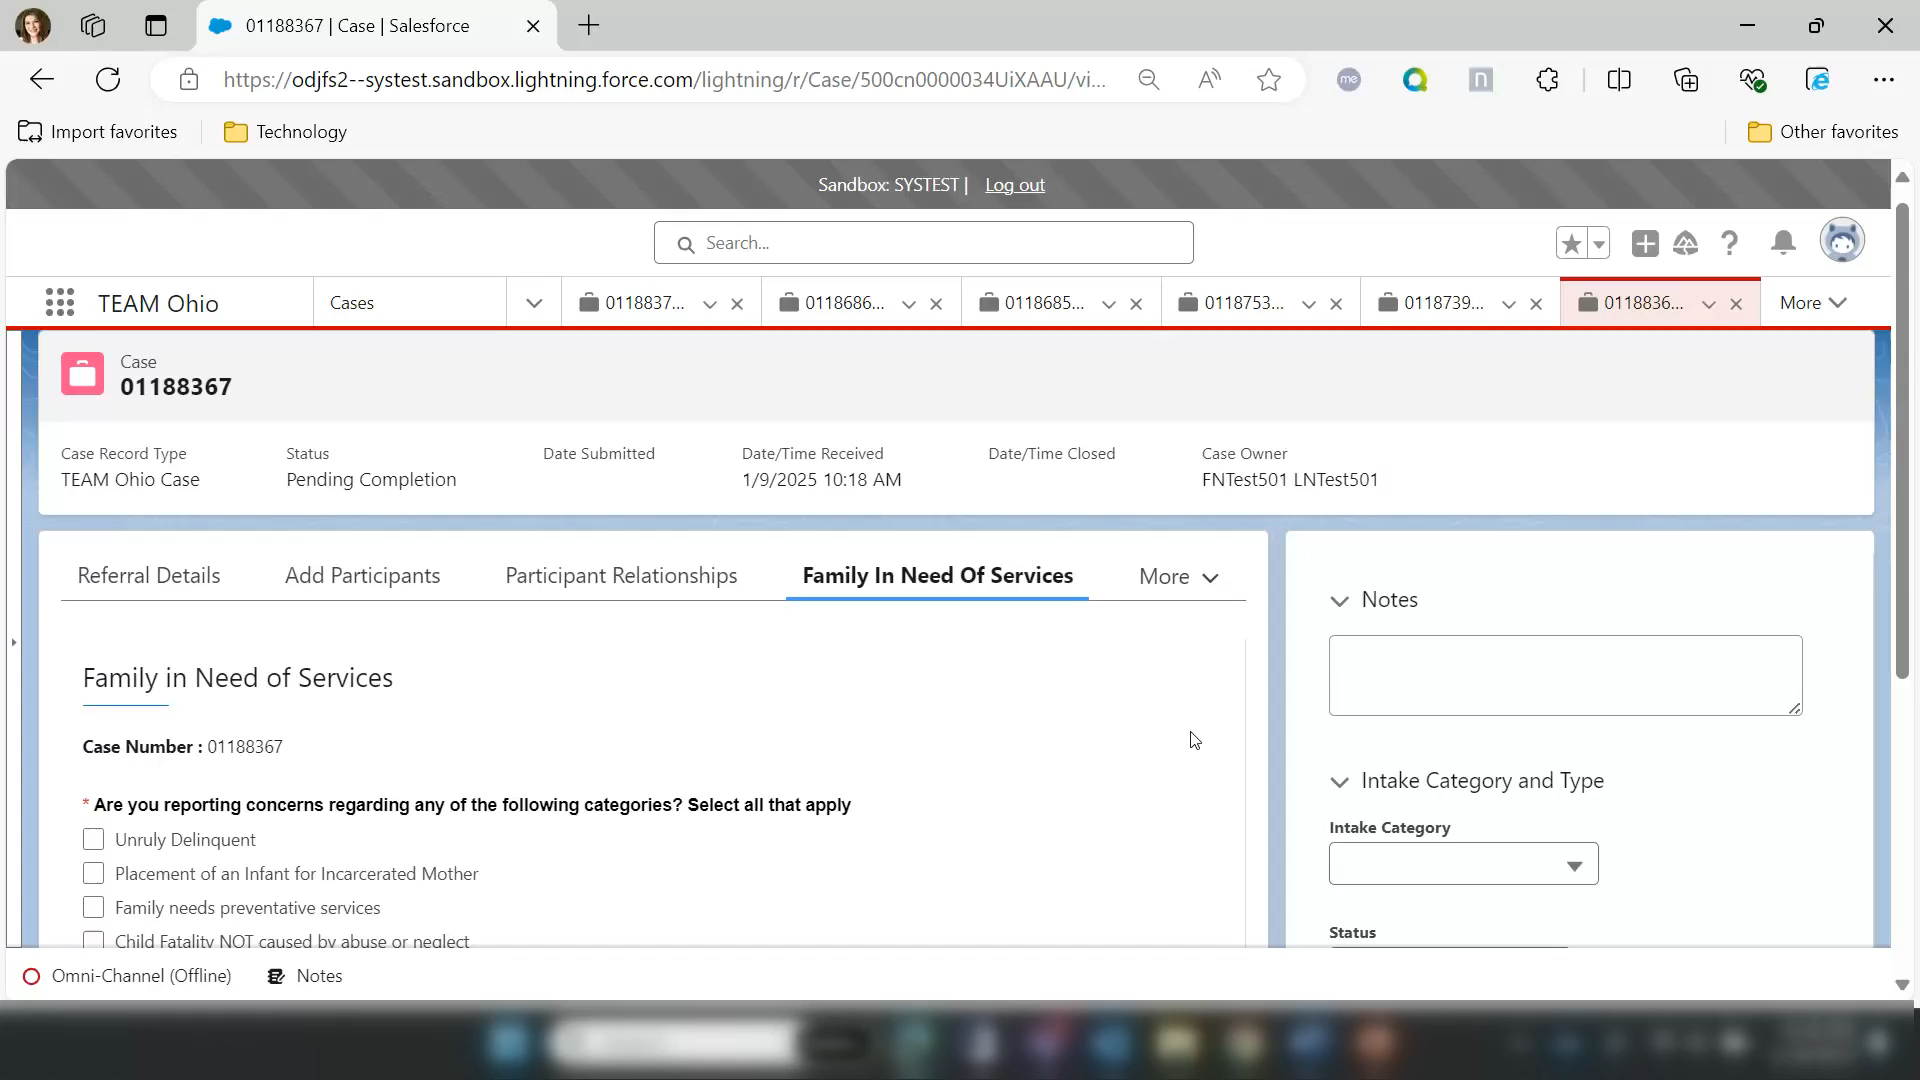 01188367 | Case | Salesforce
https://odjfs2--systest.sandbox.lightning.force.com/lightning/r/Case/500cn0000034UiXAAU/vi...
me
n
Import favorites
Technology
Other favorites
Sandbox: SYSTEST |
Log out
Search...
TEAM Ohio
Cases
0118837...
0118686...
0118685...
0118753...
0118739...
0118836...
More
Case
01188367
Case Record Type
TEAM Ohio Case
Status
Pending Completion
Date Submitted
Date/Time Received
1/9/2025 10:18 AM
Date/Time Closed
Case Owner
FNTest501 LNTest501
Referral Details
Add Participants
Participant Relationships
Family In Need Of Services
More
Family in Need of Services
Case Number : 01188367
* Are you reporting concerns regarding any of the following categories? Select all that apply
Unruly Delinquent
Placement of an Infant for Incarcerated Mother
Family needs preventative services
Child Fatality NOT caused by abuse or neglect
Notes
Intake Category and Type
Intake Category
Status
Omni-Channel (Offline)
Notes